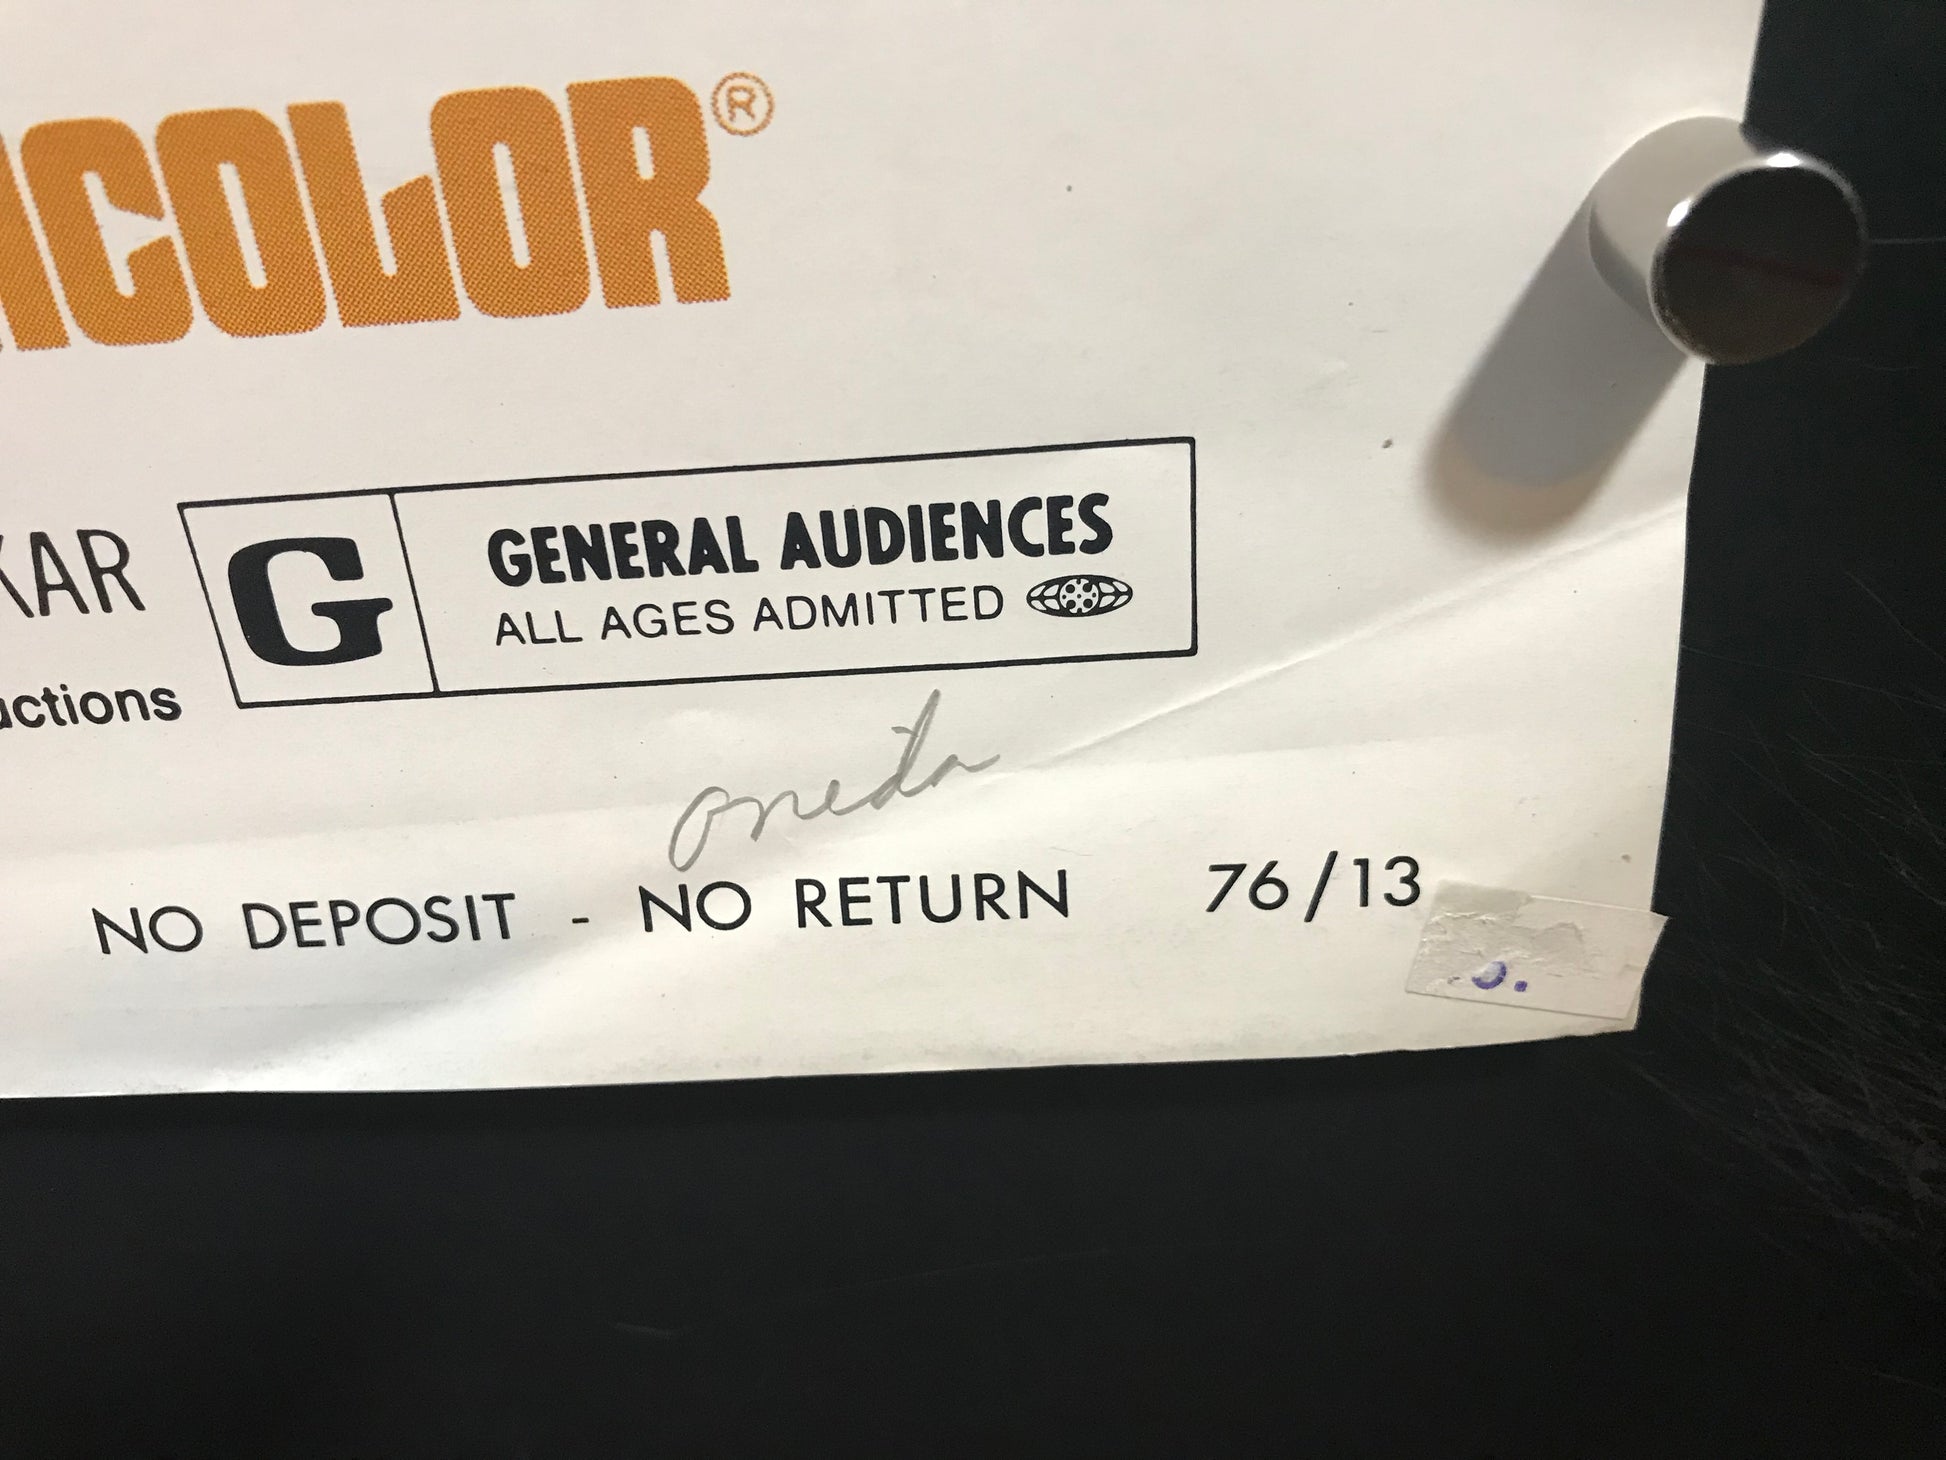 ICOLOR®
KAR
G
GENERAL AUDIENCES
ALL AGES ADMITTED
uctions
oneida
NO DEPOSIT - NO RETURN 76/13